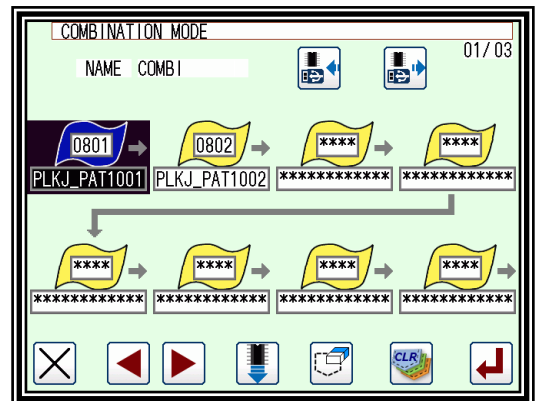 COMBINATION MODE
01/03
NAME COMBI
0801 0802 **** ****
PLKJ_PAT1001 PLKJ_PAT1002 ************ ************
**** **** **** ****
************ ************ ************ ************
CLR